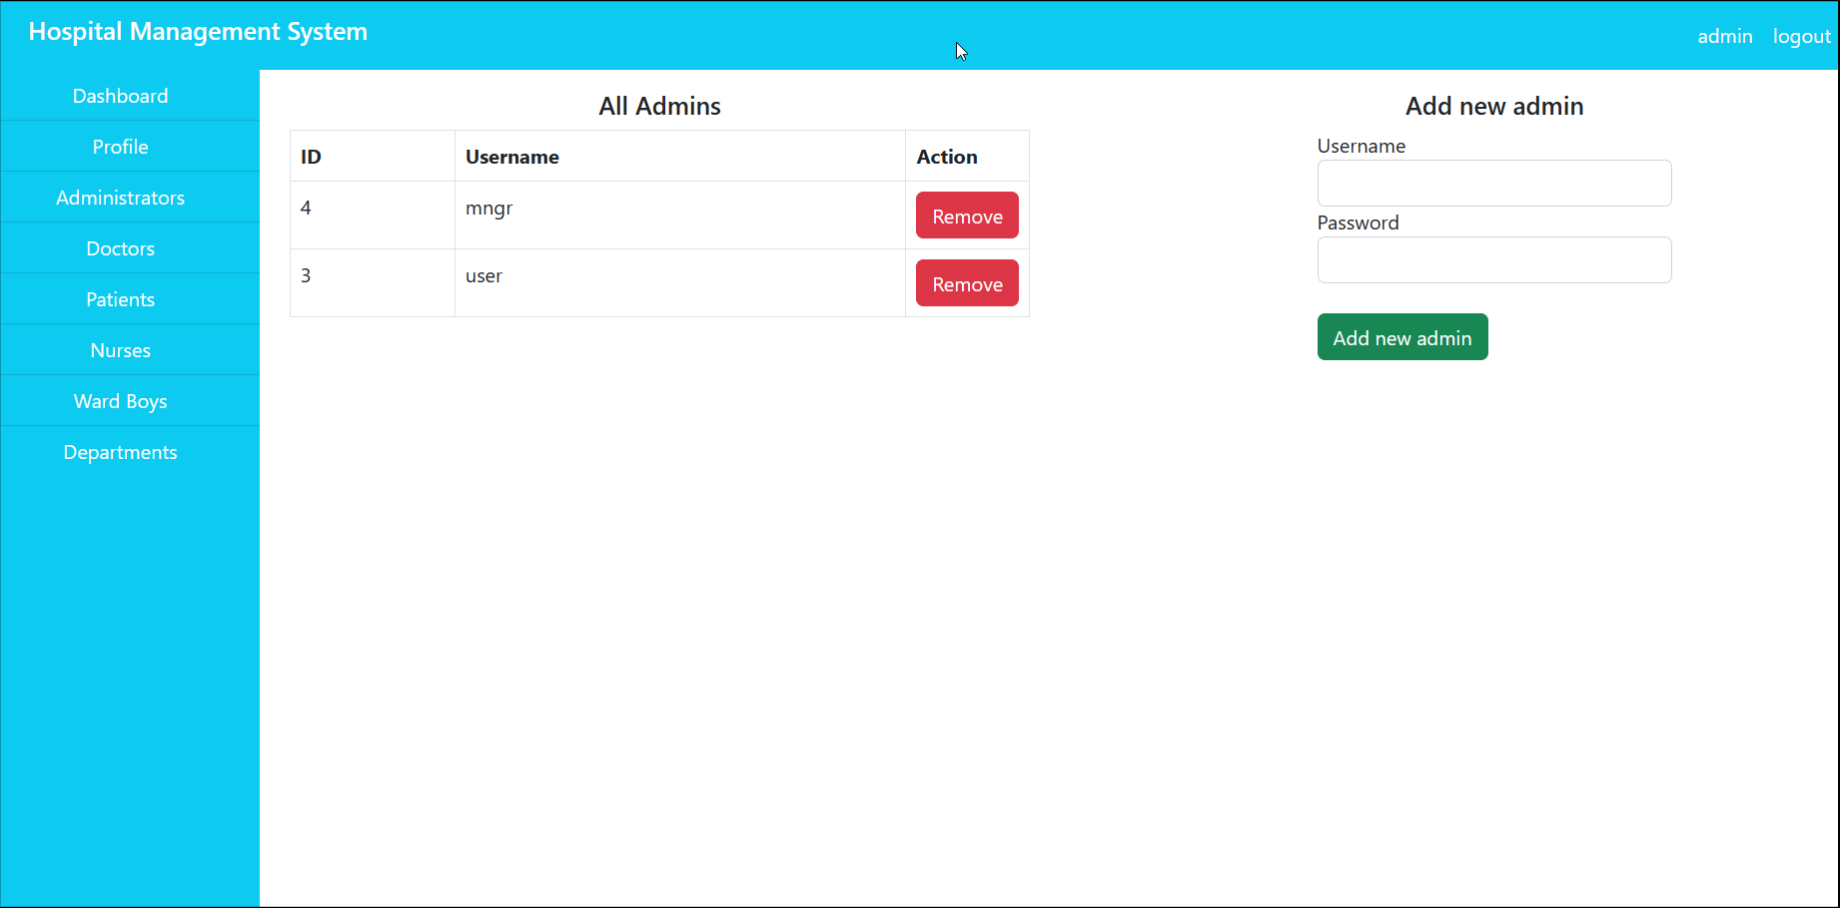 Hospital Management System
admin logout
Dashboard
Profile
Administrators
Doctors
Patients
Nurses
Ward Boys
Departments
All Admins
ID Username Action
4 mngr Remove
3 user Remove
Add new admin
Username
Password
Add new admin